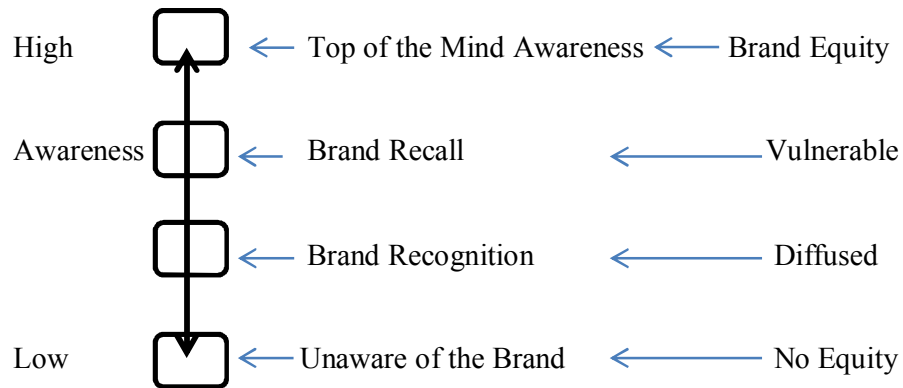 High Top of the Mind Awareness Brand Equity
Awareness Brand Recall Vulnerable
Brand Recognition Diffused
Low Unaware of the Brand No Equity